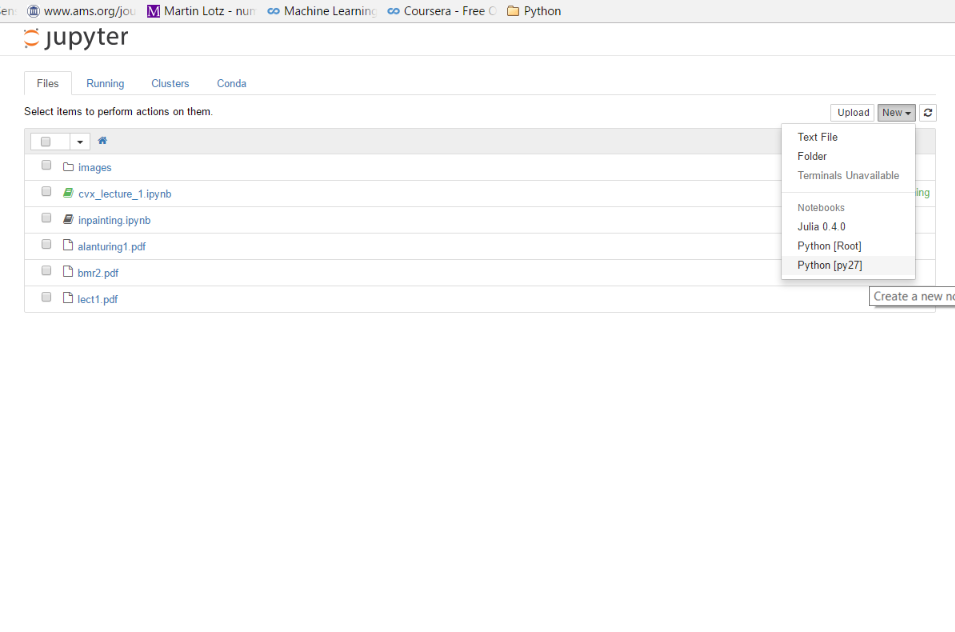 www.ams.org/jou Martin Lotz - num Machine Learning Coursera - Free Python
jupyter
Files Running Clusters Conda
Select items to perform actions on them.
Upload New
Text File
Folder
Terminals Unavailable
Notebooks
Julia 0.4.0
Python [Root]
Python [py27]
images
cvx_lecture_1.ipynb
inpainting.ipynb
alanturing1.pdf
bmr2.pdf
lect1.pdf
Create a new